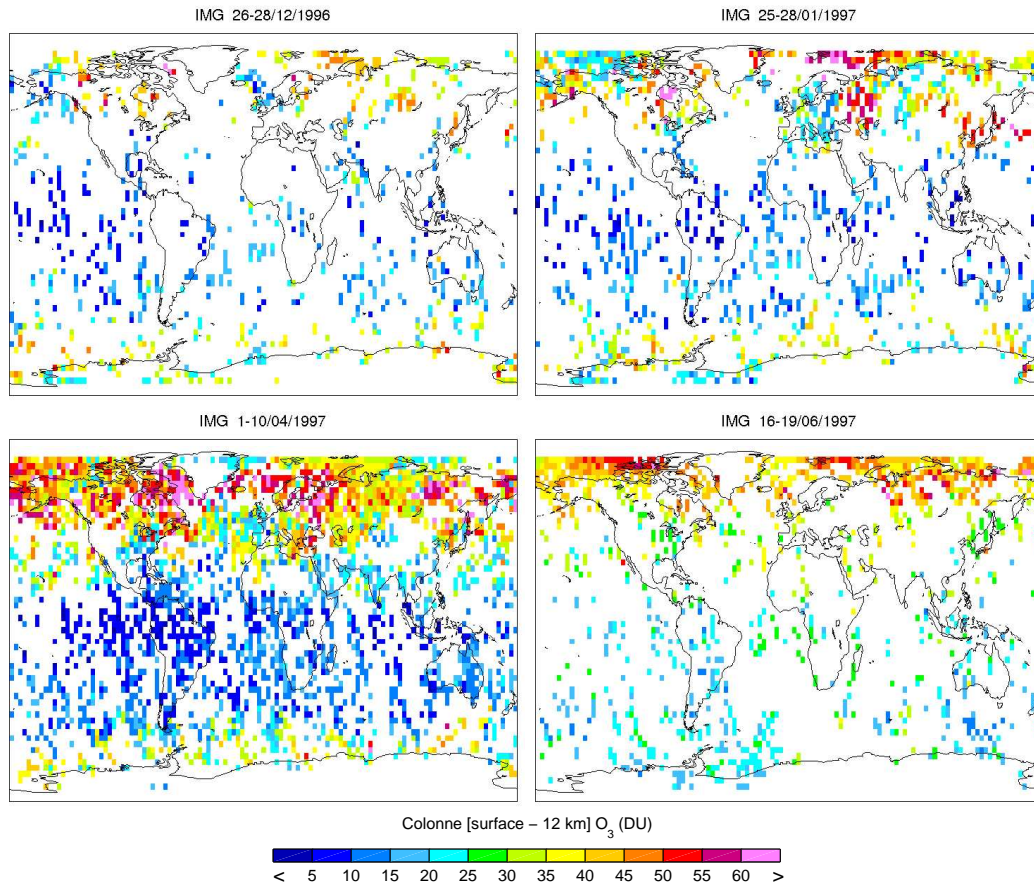 IMG 26-28/12/1996
IMG 25-28/01/1997
IMG 1-10/04/1997
IMG 16-19/06/1997
Colonne [surface – 12 km] O3 (DU)
< 5 10 15 20 25 30 35 40 45 50 55 60 >